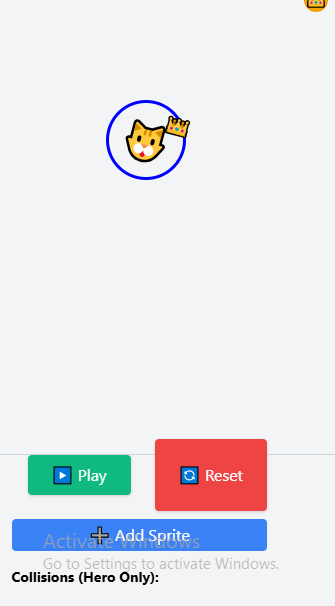 Play
Reset
Add Sprite
Activate Windows
Go to Settings to activate Windows.
Collisions (Hero Only):